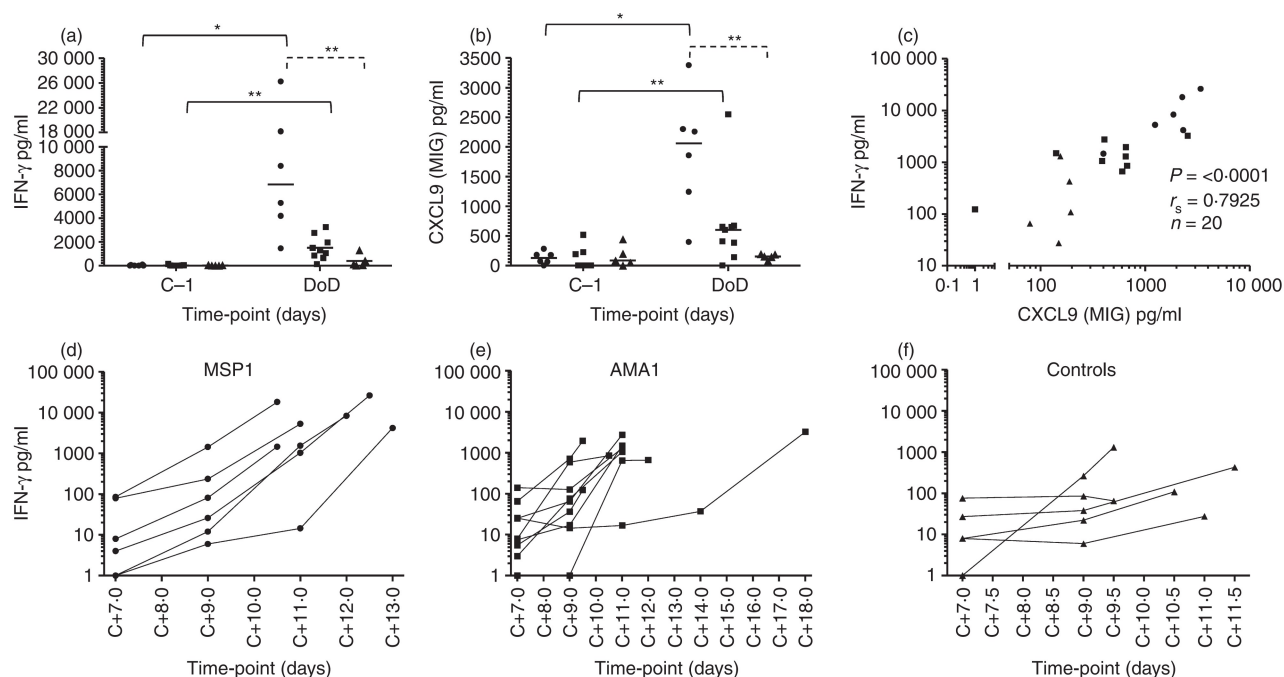 (a)
*
**
**
IFN-γ pg/ml
30 000
28 000
26 000
24 000
22 000
20 000
18 000
10 000
8000
6000
4000
2000
0
C–1
DoD
Time-point (days)
(b)
*
**
**
CXCL9 (MIG) pg/ml
3500
3000
2500
2000
1500
1000
500
0
C–1
DoD
Time-point (days)
(c)
IFN-γ pg/ml
100 000
10 000
1000
100
10
P = <0·0001
rs = 0·7925
n = 20
0·1 1 100 1000 10 000
CXCL9 (MIG) pg/ml
(d)
MSP1
IFN-γ pg/ml
100 000
10 000
1000
100
10
1
C+7·0
C+8·0
C+9·0
C+10·0
C+11·0
C+12·0
C+13·0
Time-point (days)
(e)
AMA1
100 000
10 000
1000
100
10
1
C+7·0
C+8·0
C+9·0
C+10·0
C+11·0
C+12·0
C+13·0
C+14·0
C+15·0
C+16·0
C+17·0
C+18·0
Time-point (days)
(f)
Controls
100 000
10 000
1000
100
10
1
C+7·0
C+7·5
C+8·0
C+8·5
C+9·0
C+9·5
C+10·0
C+10·5
C+11·0
C+11·5
Time-point (days)